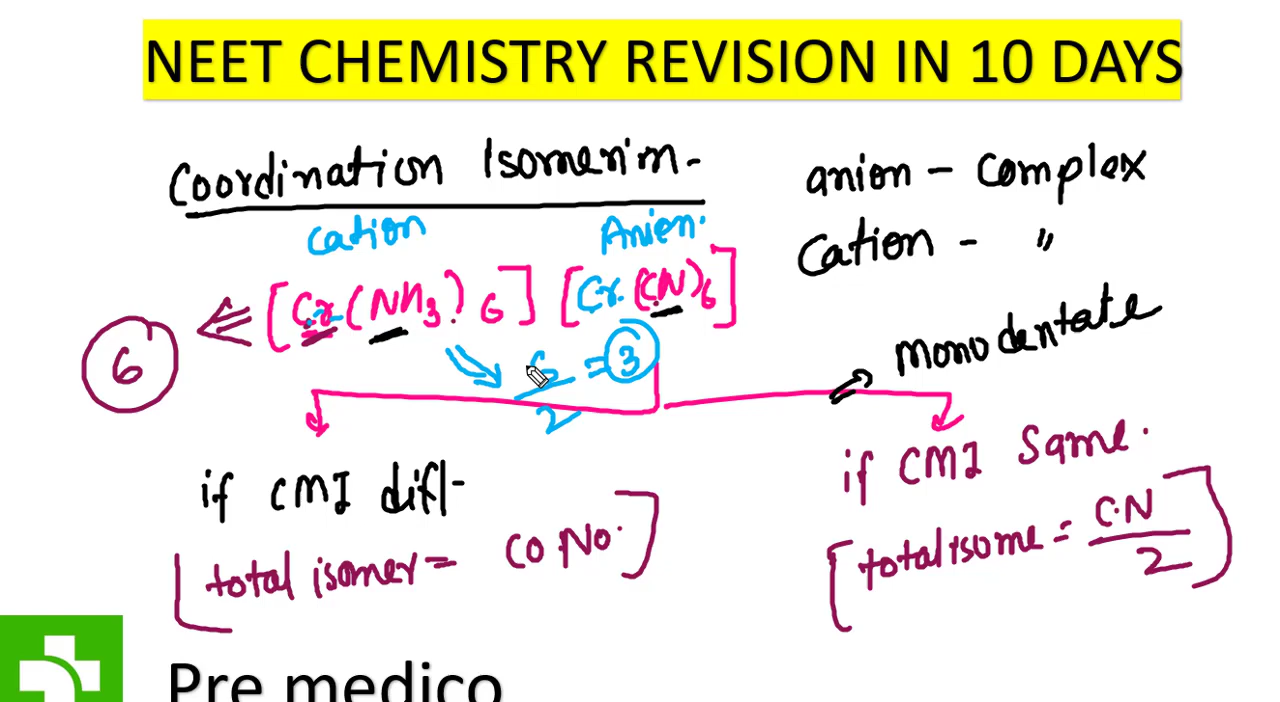 NEET CHEMISTRY REVISION IN 10 DAYS
Coordination Isomerim-
anion - Complex
Cation - "
Cation Anion.
[Cr(NH3)6] [Cr.(CN)6]
6
6/2 = 3
Monodentate
if CMI diff-
[total isomer = CO NO.]
if CMI Same.
[total isome = C.N/2]
Pre medico